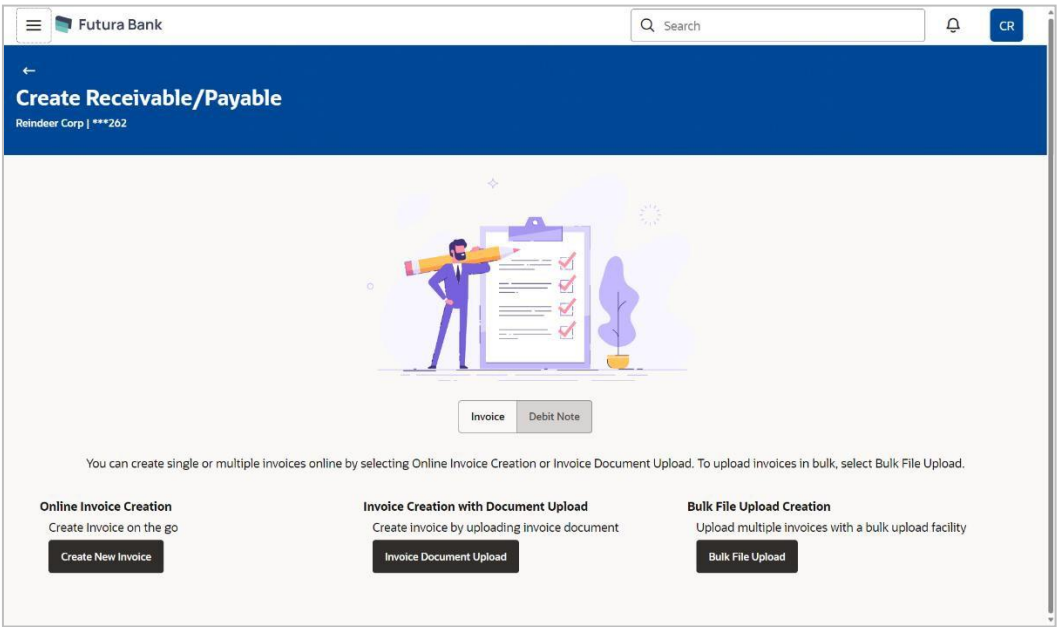 Futura Bank
Search
CR
Create Receivable/Payable
Reindeer Corp | ***262
Invoice
Debit Note
You can create single or multiple invoices online by selecting Online Invoice Creation or Invoice Document Upload. To upload invoices in bulk, select Bulk File Upload.
Online Invoice Creation
Create Invoice on the go
Create New Invoice
Invoice Creation with Document Upload
Create invoice by uploading invoice document
Invoice Document Upload
Bulk File Upload Creation
Upload multiple invoices with a bulk upload facility
Bulk File Upload